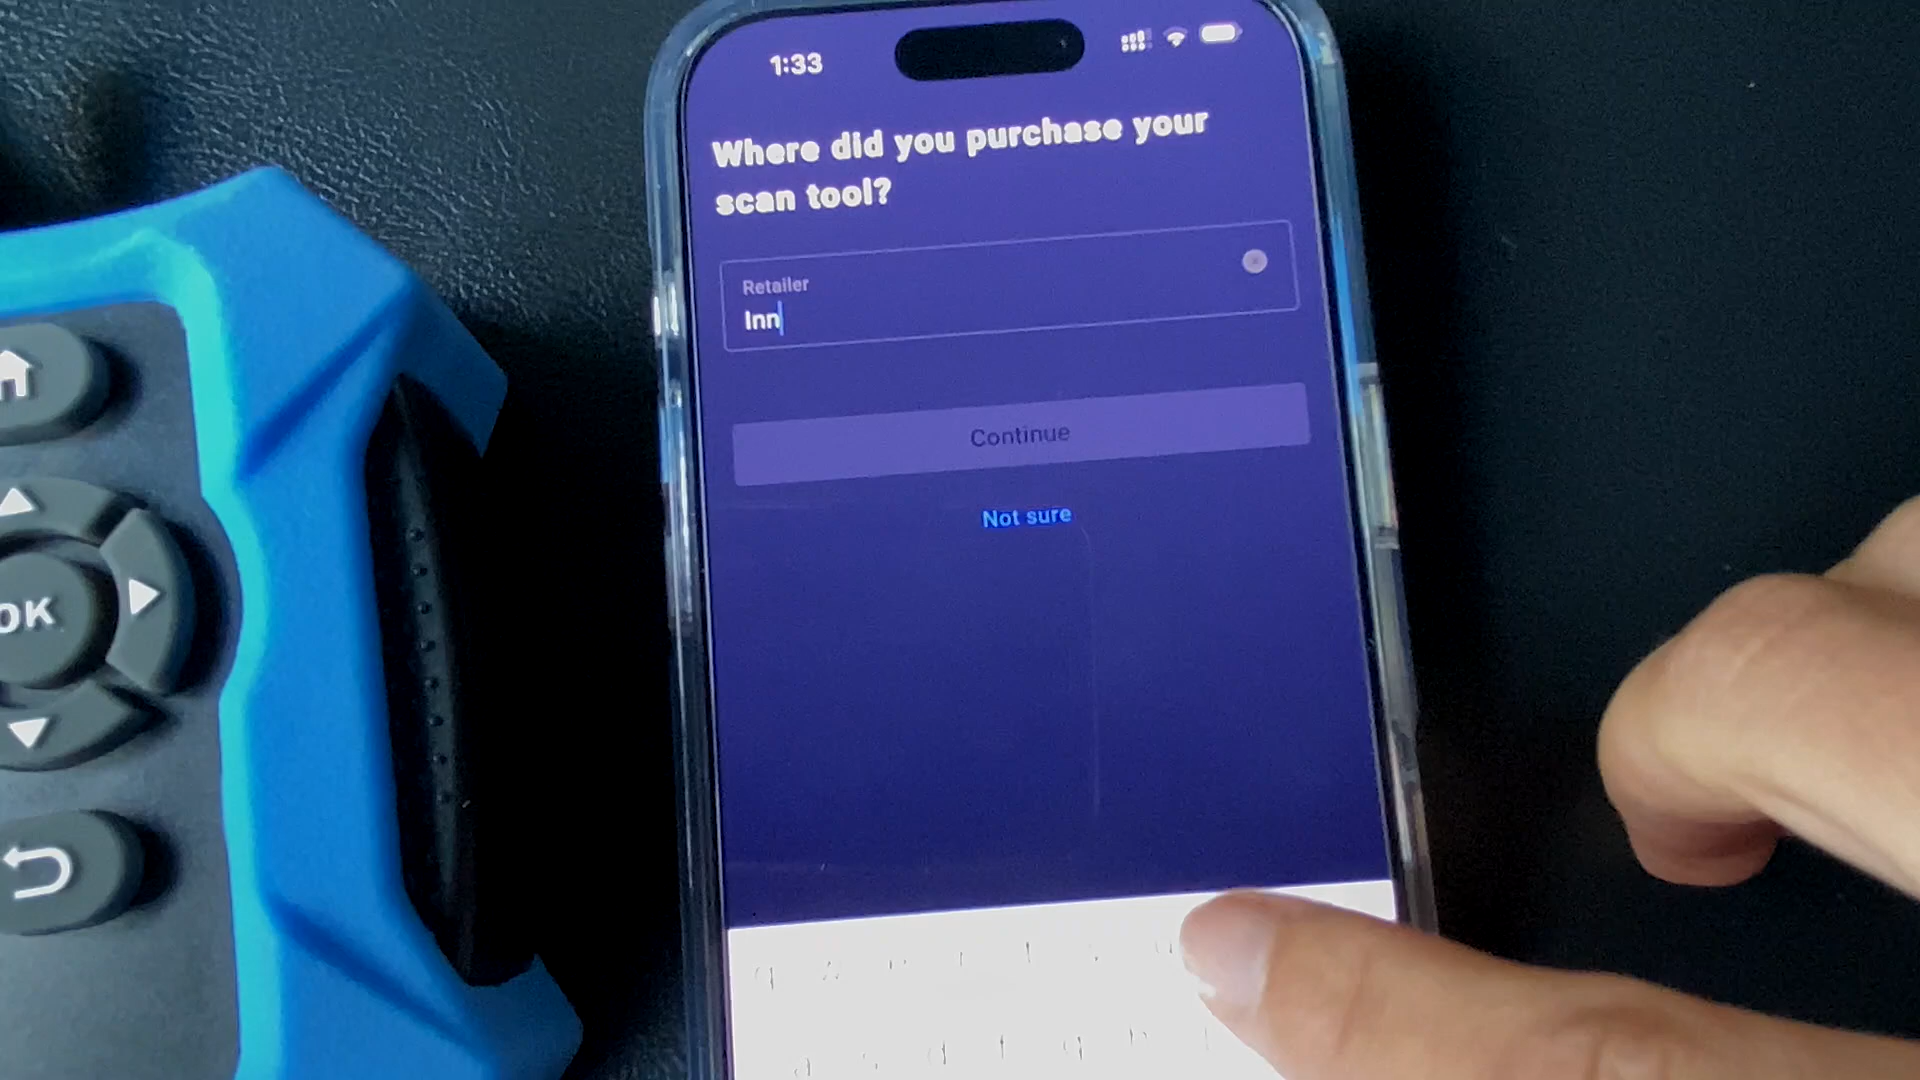 1:33
Where did you purchase your
scan tool?
Retailer
Inn
Continue
Not sure
OK